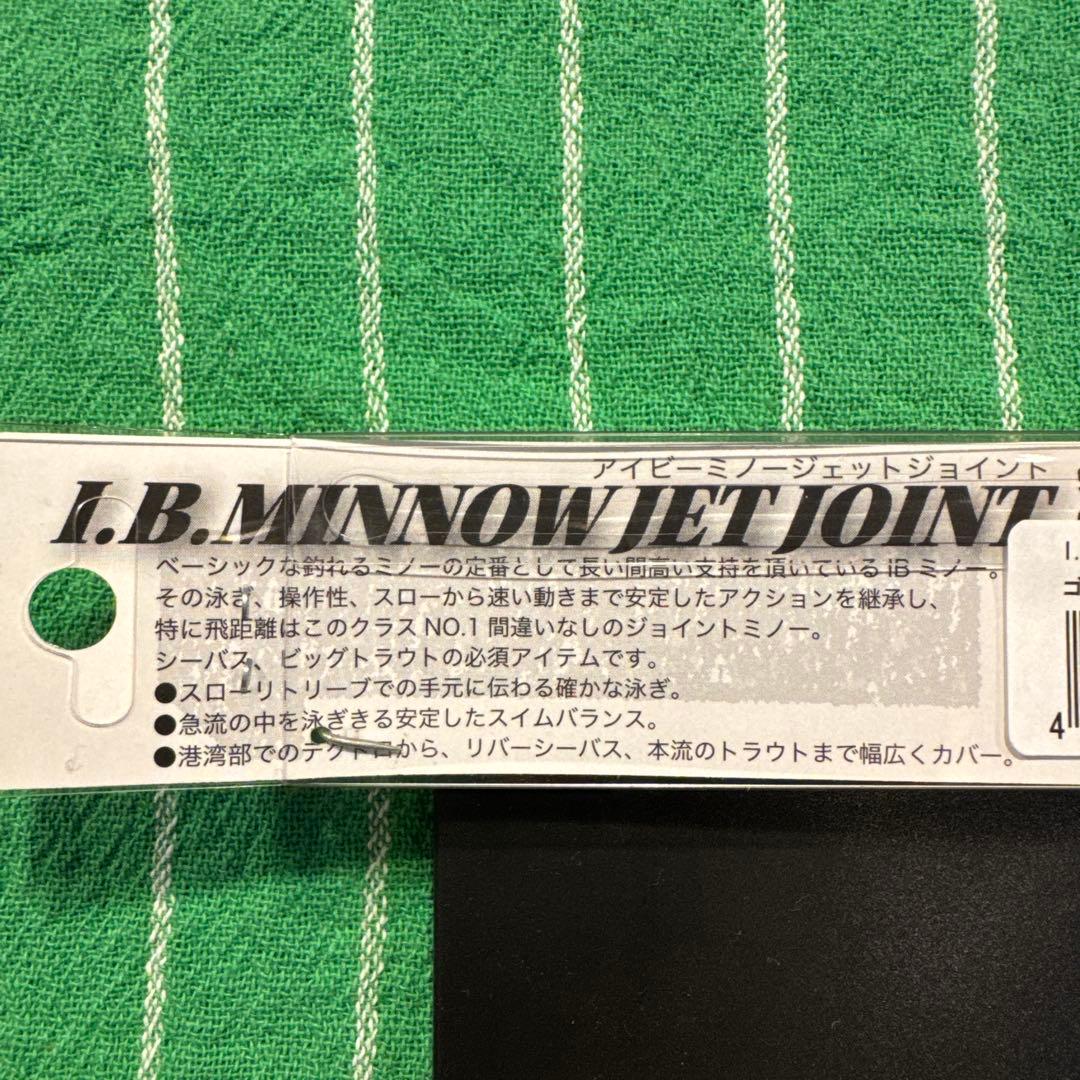 アイビーミノージェットジョイント
I.B.MINNOW JET JOINT
ベーシックな釣れるミノーの定番として長い間高い支持を頂いている iB ミノー。
その泳ぎ、操作性、スローから速い動きまで安定したアクションを継承し、
特に飛距離はこのクラス NO.1 間違いなしのジョイントミノー。
シーバス、ビッグトラウトの必須アイテムです。
●スローリトリーブでの手元に伝わる確かな泳ぎ。
●急流の中を泳ぎきる安定したスイムバランス。
●港湾部でのデクトロから、リバーシーバス、本流のトラウトまで幅広くカバー。
I.
4